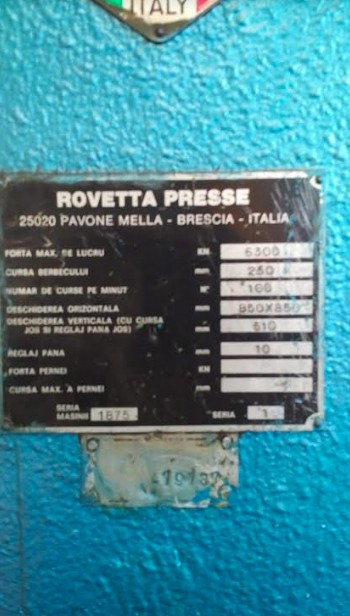 ITALY
ROVETTA PRESSE
25020 PAVONE MELLA - BRESCIA - ITALIA
FORTA MAX. DE LUCRU KN 6300
CURSA BERBECULUI mm 250
NUMAR DE CURSE PE MINUT N° 100
DESCHIDEREA ORIZONTALA mm 850X850
DESCHIDEREA VERTICALA (CU CURSA
JOS SI REGLAJ PANA JOS) mm 610
REGLAJ PANA mm 10
FORTA PERNEI KN
CURSA MAX. A PERNEI mm
SERIA
MASINII 1875 SERIA 1